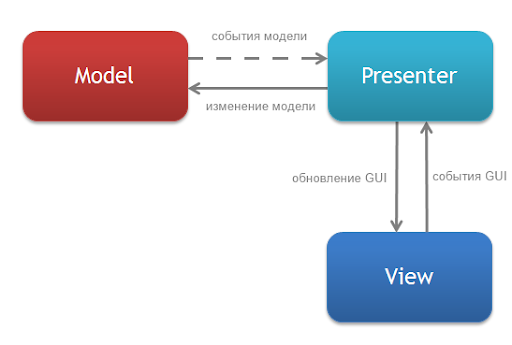 события модели
Model
Presenter
изменение модели
обновление GUI
события GUI
View